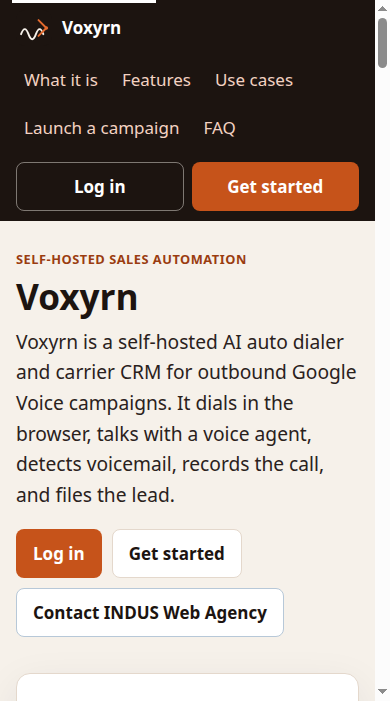 Voxyrn
What it is Features Use cases
Launch a campaign FAQ
Log in Get started
SELF-HOSTED SALES AUTOMATION
Voxyrn
Voxyrn is a self-hosted AI auto dialer
and carrier CRM for outbound Google
Voice campaigns. It dials in the
browser, talks with a voice agent,
detects voicemail, records the call,
and files the lead.
Log in Get started
Contact INDUS Web Agency